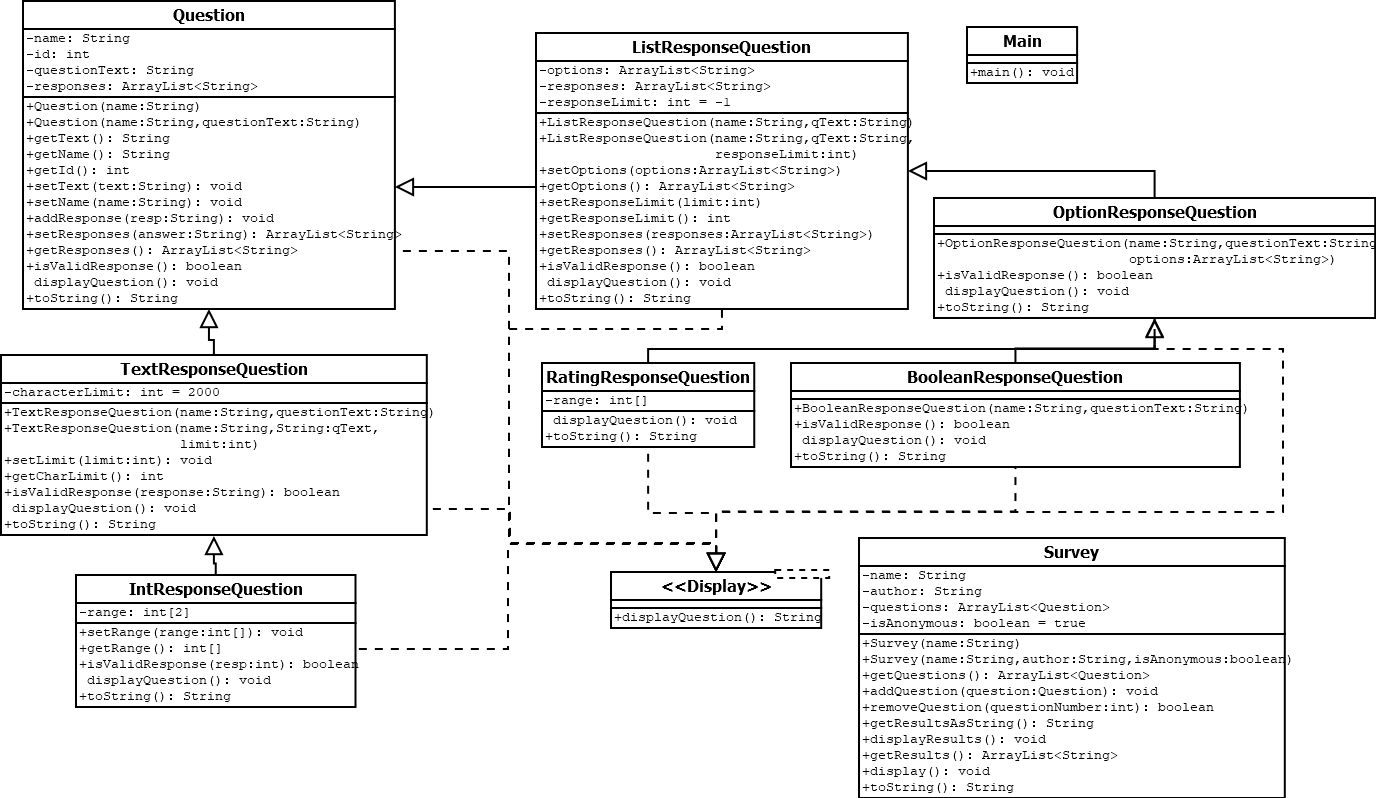 Question
-name: String
-id: int
-questionText: String
-responses: ArrayList<String>
+Question(name:String)
+Question(name:String,questionText:String)
+getText(): String
+getName(): String
+getId(): int
+setText(text:String): void
+setName(name:String): void
+addResponse(resp:String): void
+setResponses(answer:String): ArrayList<String>
+getResponses(): ArrayList<String>
+isValidResponse(): boolean
displayQuestion(): void
+toString(): String
ListResponseQuestion
-options: ArrayList<String>
-responses: ArrayList<String>
-responseLimit: int = -1
+ListResponseQuestion(name:String,qText:String)
+ListResponseQuestion(name:String,qText:String,
responseLimit:int)
+setOptions(options:ArrayList<String>)
+getOptions(): ArrayList<String>
+setResponseLimit(limit:int)
+getResponseLimit(): int
+setResponses(responses:ArrayList<String>)
+getResponses(): ArrayList<String>
+isValidResponse(): boolean
displayQuestion(): void
+toString(): String
Main
+main(): void
OptionResponseQuestion
+OptionResponseQuestion(name:String,questionText:String
options:ArrayList<String>)
+isValidResponse(): boolean
displayQuestion(): void
+toString(): String
TextResponseQuestion
-characterLimit: int = 2000
+TextResponseQuestion(name:String,questionText:String)
+TextResponseQuestion(name:String,String:qText,
limit:int)
+setLimit(limit:int): void
+getCharLimit(): int
+isValidResponse(response:String): boolean
displayQuestion(): void
+toString(): String
RatingResponseQuestion
-range: int[]
displayQuestion(): void
+toString(): String
BooleanResponseQuestion
+BooleanResponseQuestion(name:String,questionText:String)
+isValidResponse(): boolean
displayQuestion(): void
+toString(): String
IntResponseQuestion
-range: int[2]
+setRange(range:int[]): void
+getRange(): int[]
+isValidResponse(resp:int): boolean
displayQuestion(): void
+toString(): String
<<Display>>
+displayQuestion(): String
Survey
-name: String
-author: String
-questions: ArrayList<Question>
-isAnonymous: boolean = true
+Survey(name:String)
+Survey(name:String,author:String,isAnonymous:boolean)
+getQuestions(): ArrayList<Question>
+addQuestion(question:Question): void
+removeQuestion(questionNumber:int): boolean
+getResultsAsString(): String
+displayResults(): void
+getResults(): ArrayList<String>
+display(): void
+toString(): String